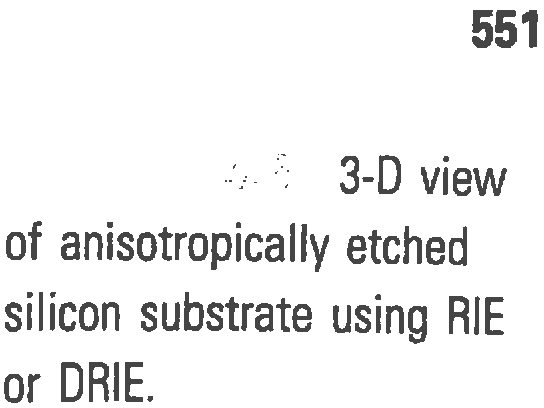 551
3-D view
of anisotropically etched
silicon substrate using RIE
or DRIE.